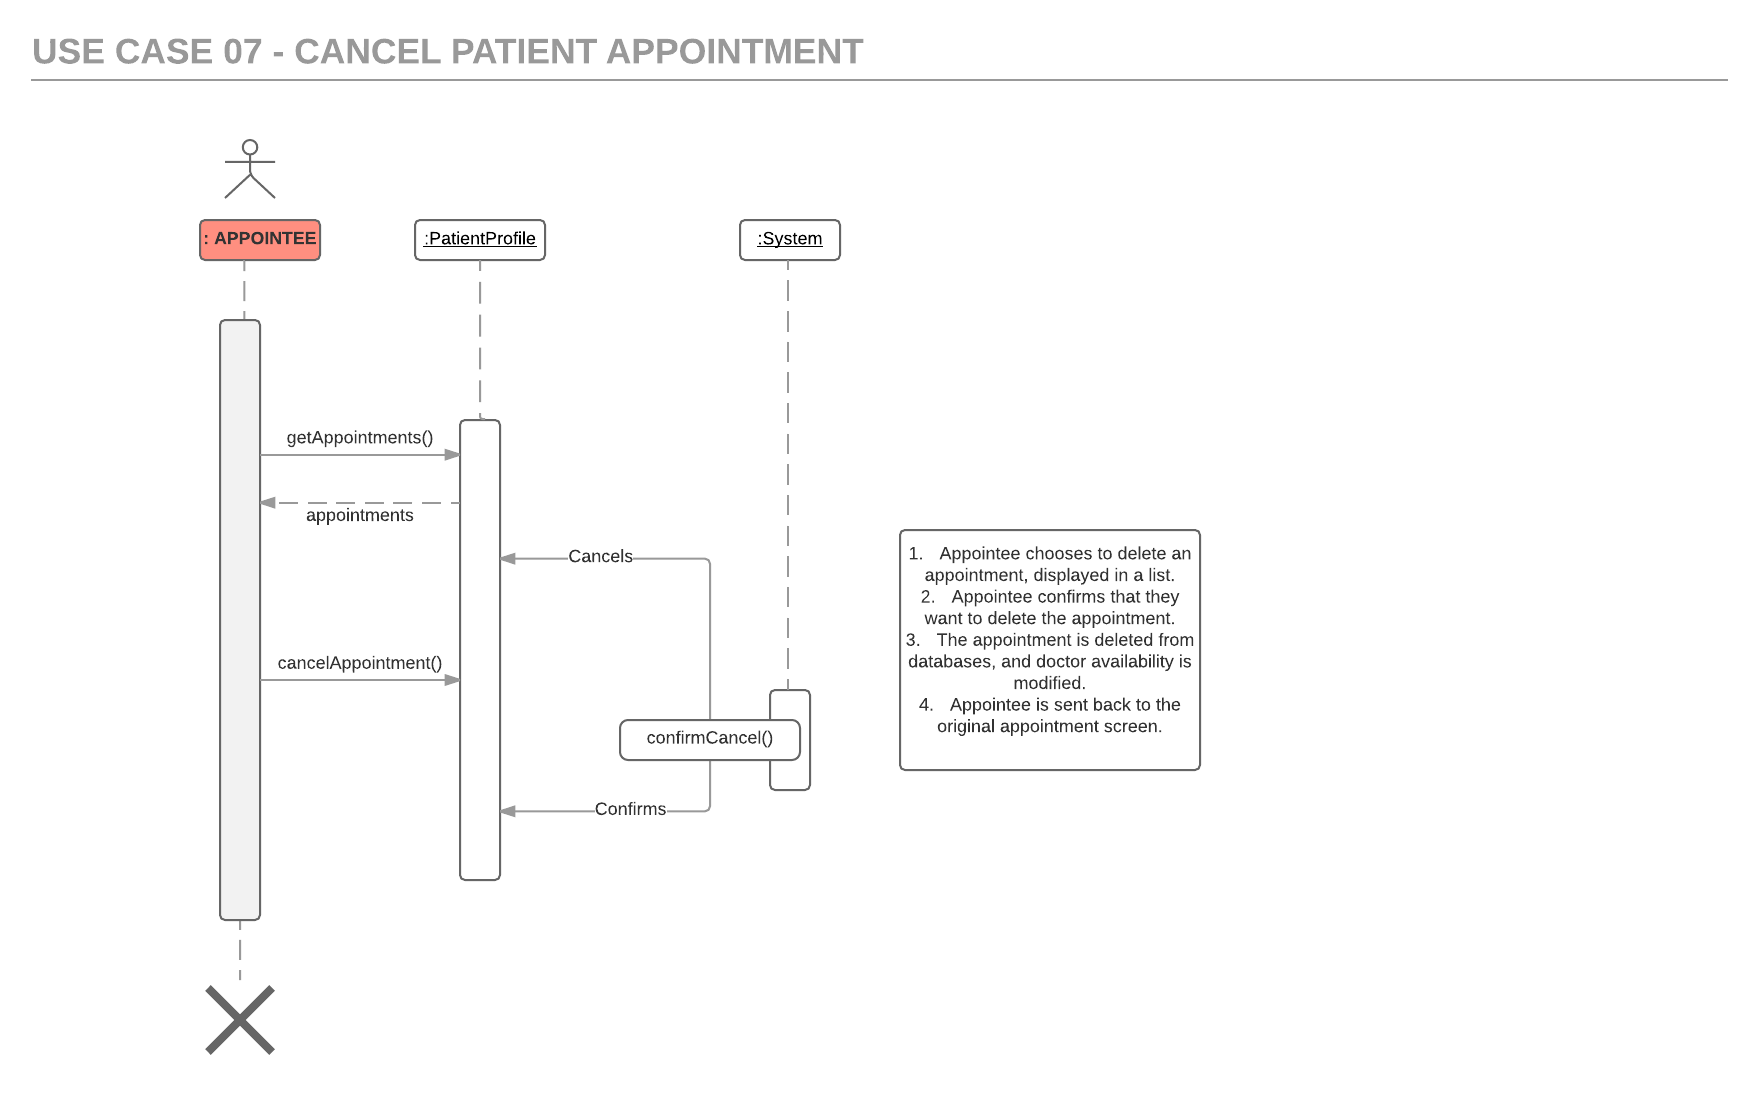 USE CASE 07 - CANCEL PATIENT APPOINTMENT
: APPOINTEE
:PatientProfile
:System
getAppointments()
appointments
Cancels
cancelAppointment()
confirmCancel()
Confirms
1. Appointee chooses to delete an
appointment, displayed in a list.
2. Appointee confirms that they
want to delete the appointment.
3. The appointment is deleted from
databases, and doctor availability is
modified.
4. Appointee is sent back to the
original appointment screen.